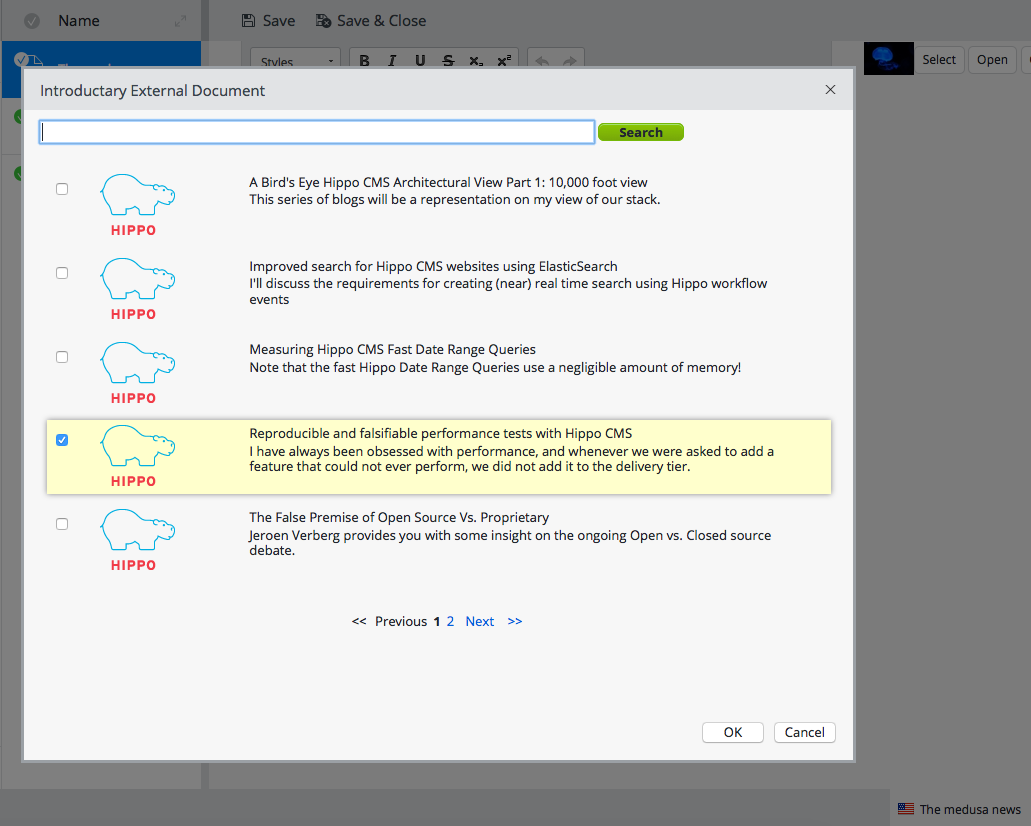 Name
Save
Save & Close
Styles
B I U S x₂ x²
Select
Open
Introductary External Document
Search
A Bird's Eye Hippo CMS Architectural View Part 1: 10,000 foot view
This series of blogs will be a representation on my view of our stack.
HIPPO
Improved search for Hippo CMS websites using ElasticSearch
I'll discuss the requirements for creating (near) real time search using Hippo workflow
events
HIPPO
Measuring Hippo CMS Fast Date Range Queries
Note that the fast Hippo Date Range Queries use a negligible amount of memory!
HIPPO
Reproducible and falsifiable performance tests with Hippo CMS
I have always been obsessed with performance, and whenever we were asked to add a
feature that could not ever perform, we did not add it to the delivery tier.
HIPPO
The False Premise of Open Source Vs. Proprietary
Jeroen Verberg provides you with some insight on the ongoing Open vs. Closed source
debate.
HIPPO
<< Previous 1 2 Next >>
OK
Cancel
The medusa news